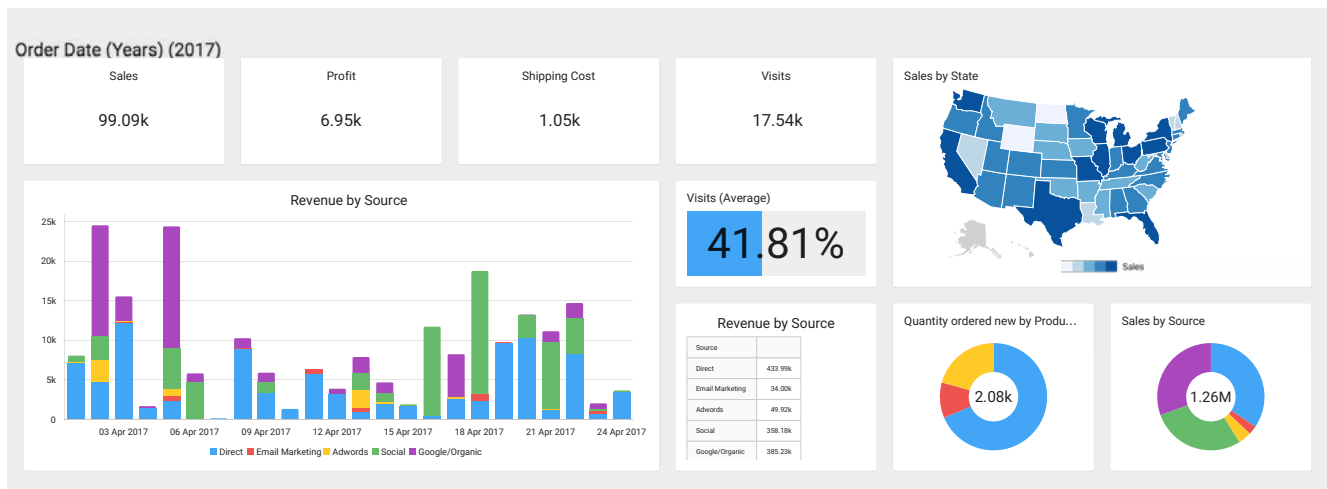 Order Date (Years) (2017)
Sales
99.09k
Profit
6.95k
Shipping Cost
1.05k
Visits
17.54k
Sales by State
Sales
Revenue by Source
25k
20k
15k
10k
5k
0
03 Apr 2017 06 Apr 2017 09 Apr 2017 12 Apr 2017 15 Apr 2017 18 Apr 2017 21 Apr 2017 24 Apr 2017
Direct Email Marketing Adwords Social Google/Organic
Visits (Average)
41.81%
Revenue by Source
Source
Direct 433.99k
Email Marketing 34.00k
Adwords 49.92k
Social 358.18k
Google/Organic 385.23k
Quantity ordered new by Produ...
2.08k
Sales by Source
1.26M